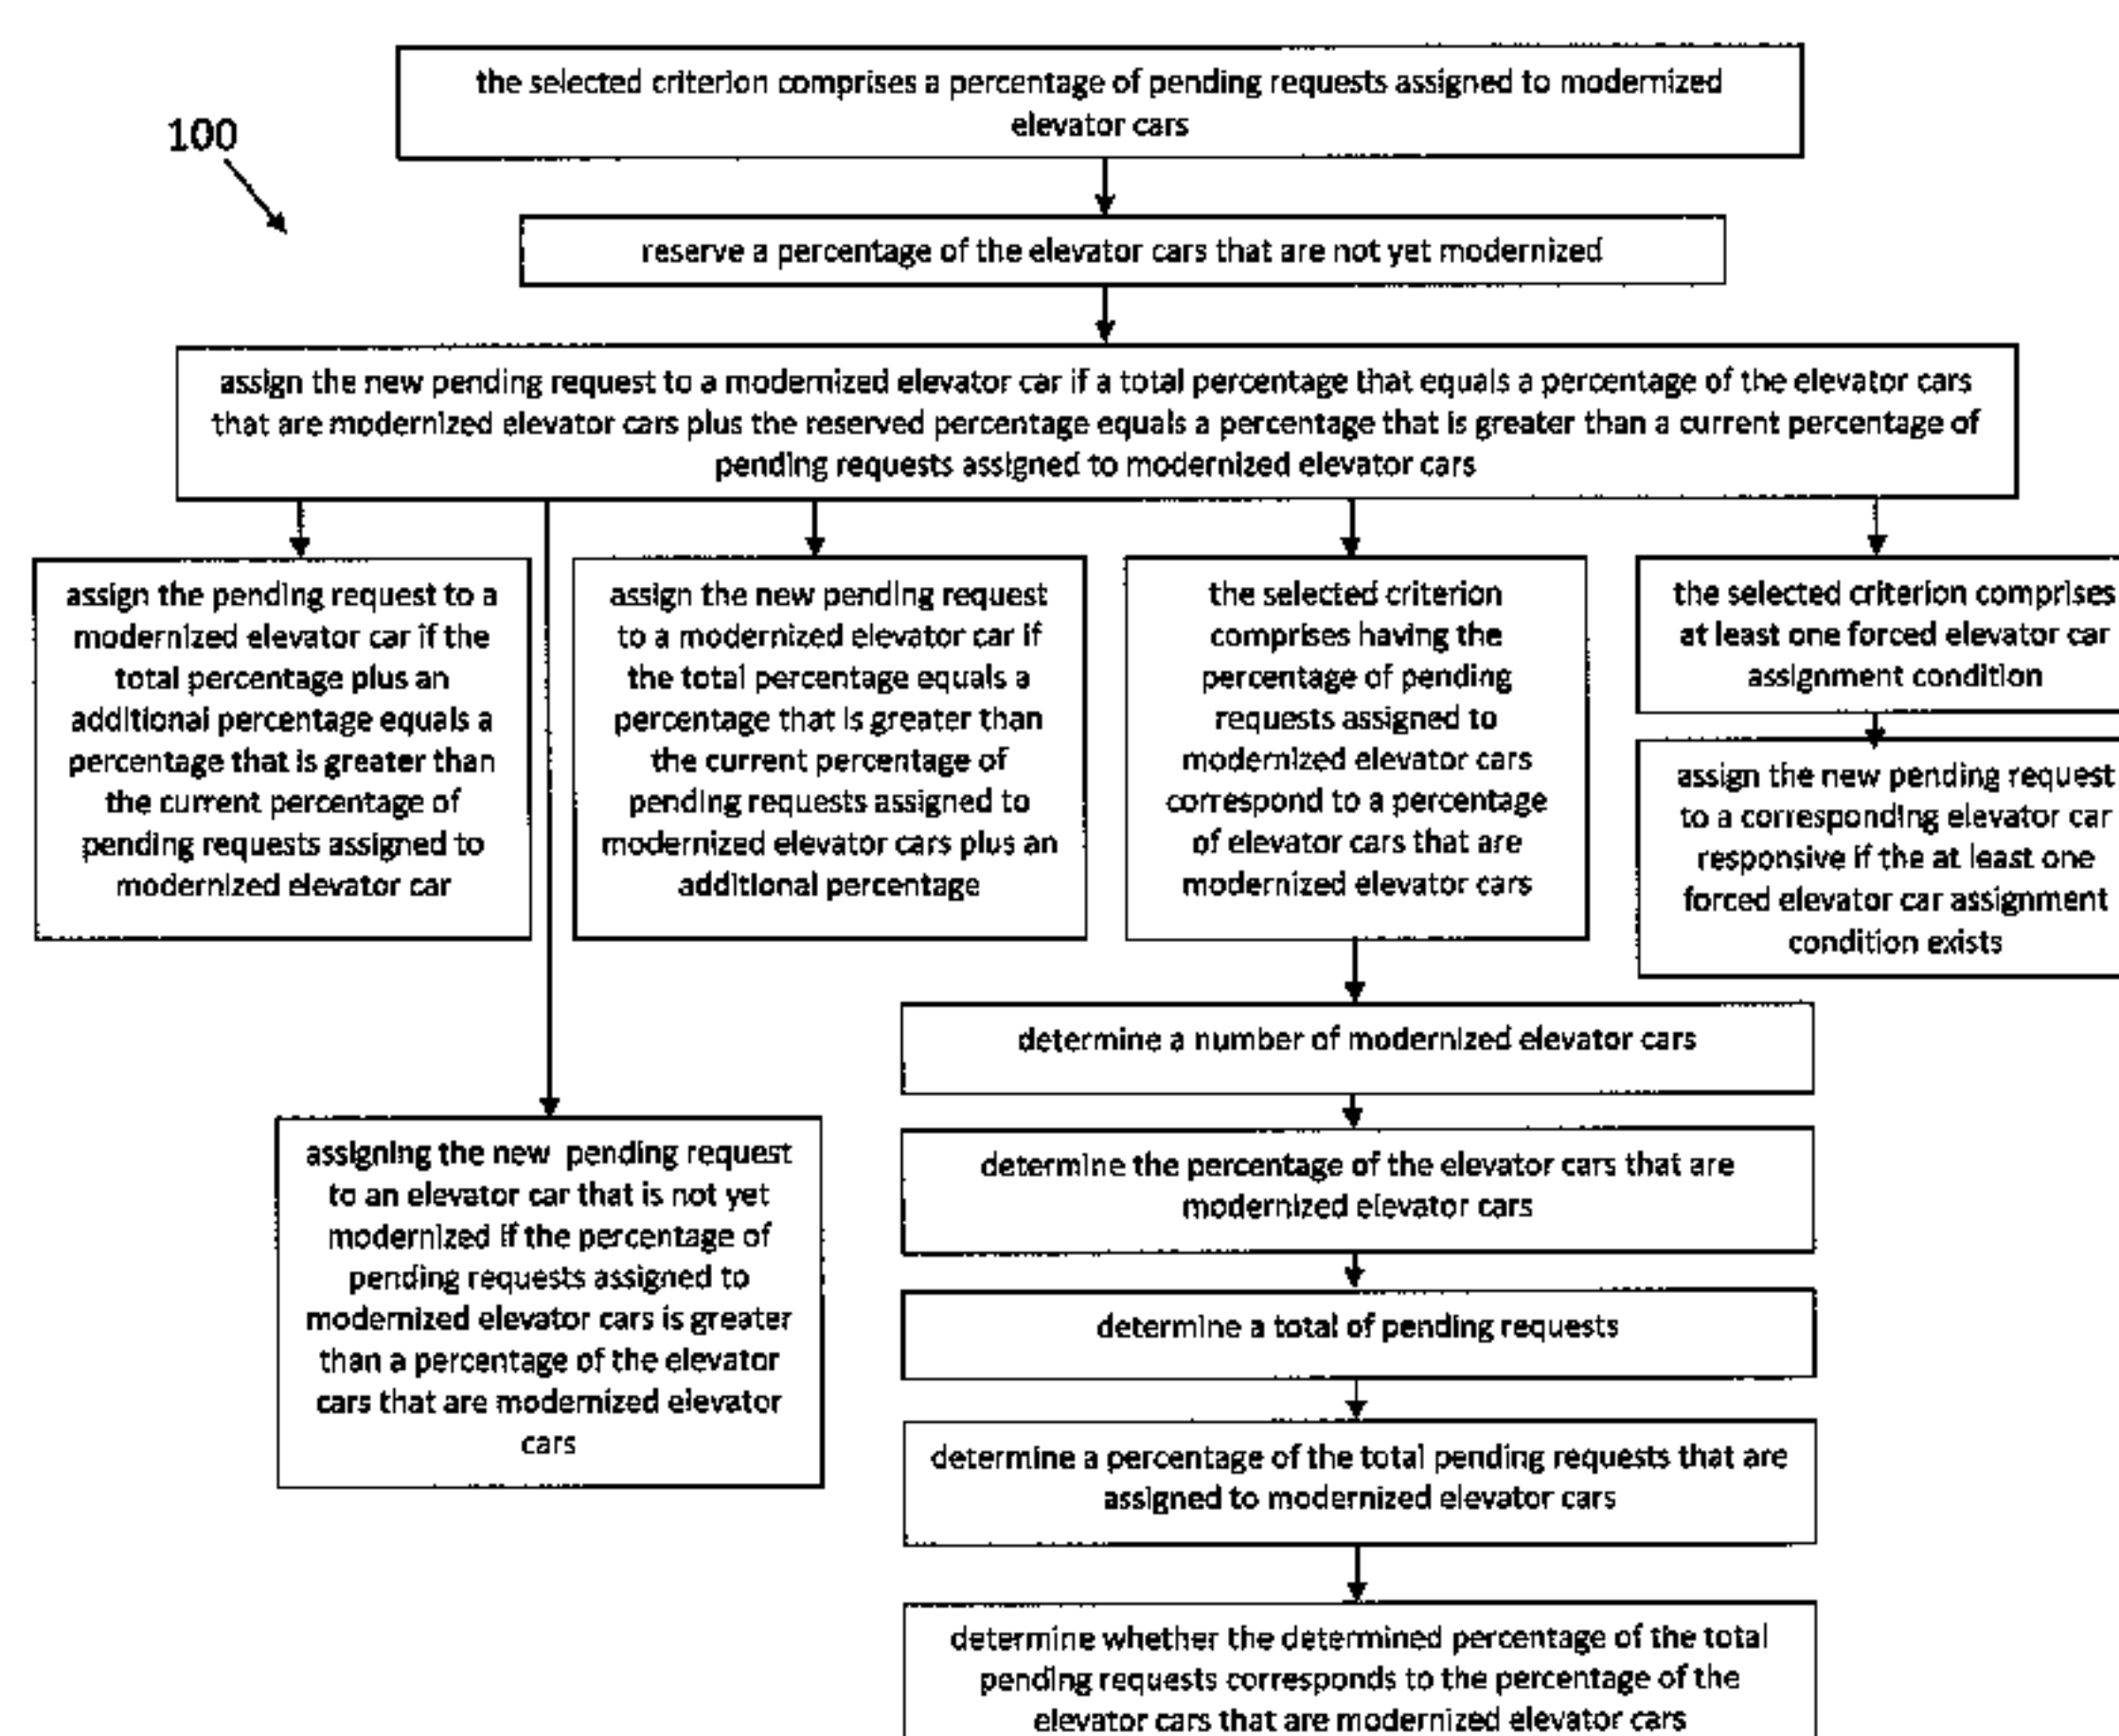 the selected criterion comprises a percentage of pending requests assigned to modernized
elevator cars
100
reserve a percentage of the elevator cars that are not yet modernized
assign the new pending request to a modernized elevator car if a total percentage that equals a percentage of the elevator cars
that are modernized elevator cars plus the reserved percentage equals a percentage that is greater than a current percentage of
pending requests assigned to modernized elevator cars
assign the pending request to a
modernized elevator car if the
total percentage plus an
additional percentage equals a
percentage that is greater than
the current percentage of
pending requests assigned to
modernized elevator car
assign the new pending request
to a modernized elevator car if
the total percentage equals a
percentage that is greater than
the current percentage of
pending requests assigned to
modernized elevator cars plus an
additional percentage
the selected criterion
comprises having the
percentage of pending
requests assigned to
modernized elevator cars
correspond to a percentage
of elevator cars that are
modernized elevator cars
the selected criterion comprises
at least one forced elevator car
assignment condition
assign the new pending request
to a corresponding elevator car
responsive if the at least one
forced elevator car assignment
condition exists
assigning the new pending request
to an elevator car that is not yet
modernized if the percentage of
pending requests assigned to
modernized elevator cars is greater
than a percentage of the elevator
cars that are modernized elevator
cars
determine a number of modernized elevator cars
determine the percentage of the elevator cars that are
modernized elevator cars
determine a total of pending requests
determine a percentage of the total pending requests that are
assigned to modernized elevator cars
determine whether the determined percentage of the total
pending requests corresponds to the percentage of the
elevator cars that are modernized elevator cars